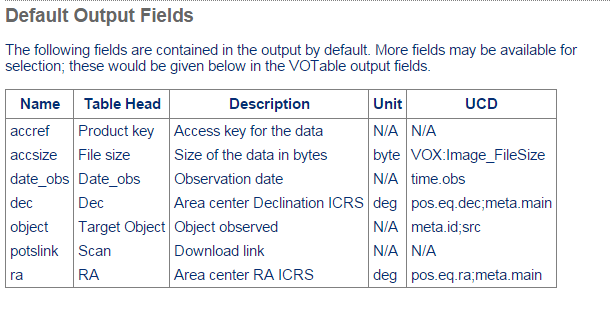 Default Output Fields
The following fields are contained in the output by default. More fields may be available for
selection; these would be given below in the VOTable output fields.
Name Table Head Description Unit UCD
accref Product key Access key for the data N/A N/A
accsize File size Size of the data in bytes byte VOX:Image_FileSize
date_obs Date_obs Observation date N/A time.obs
dec Dec Area center Declination ICRS deg pos.eq.dec;meta.main
object Target Object Object observed N/A meta.id;src
potslink Scan Download link N/A N/A
ra RA Area center RA ICRS deg pos.eq.ra;meta.main